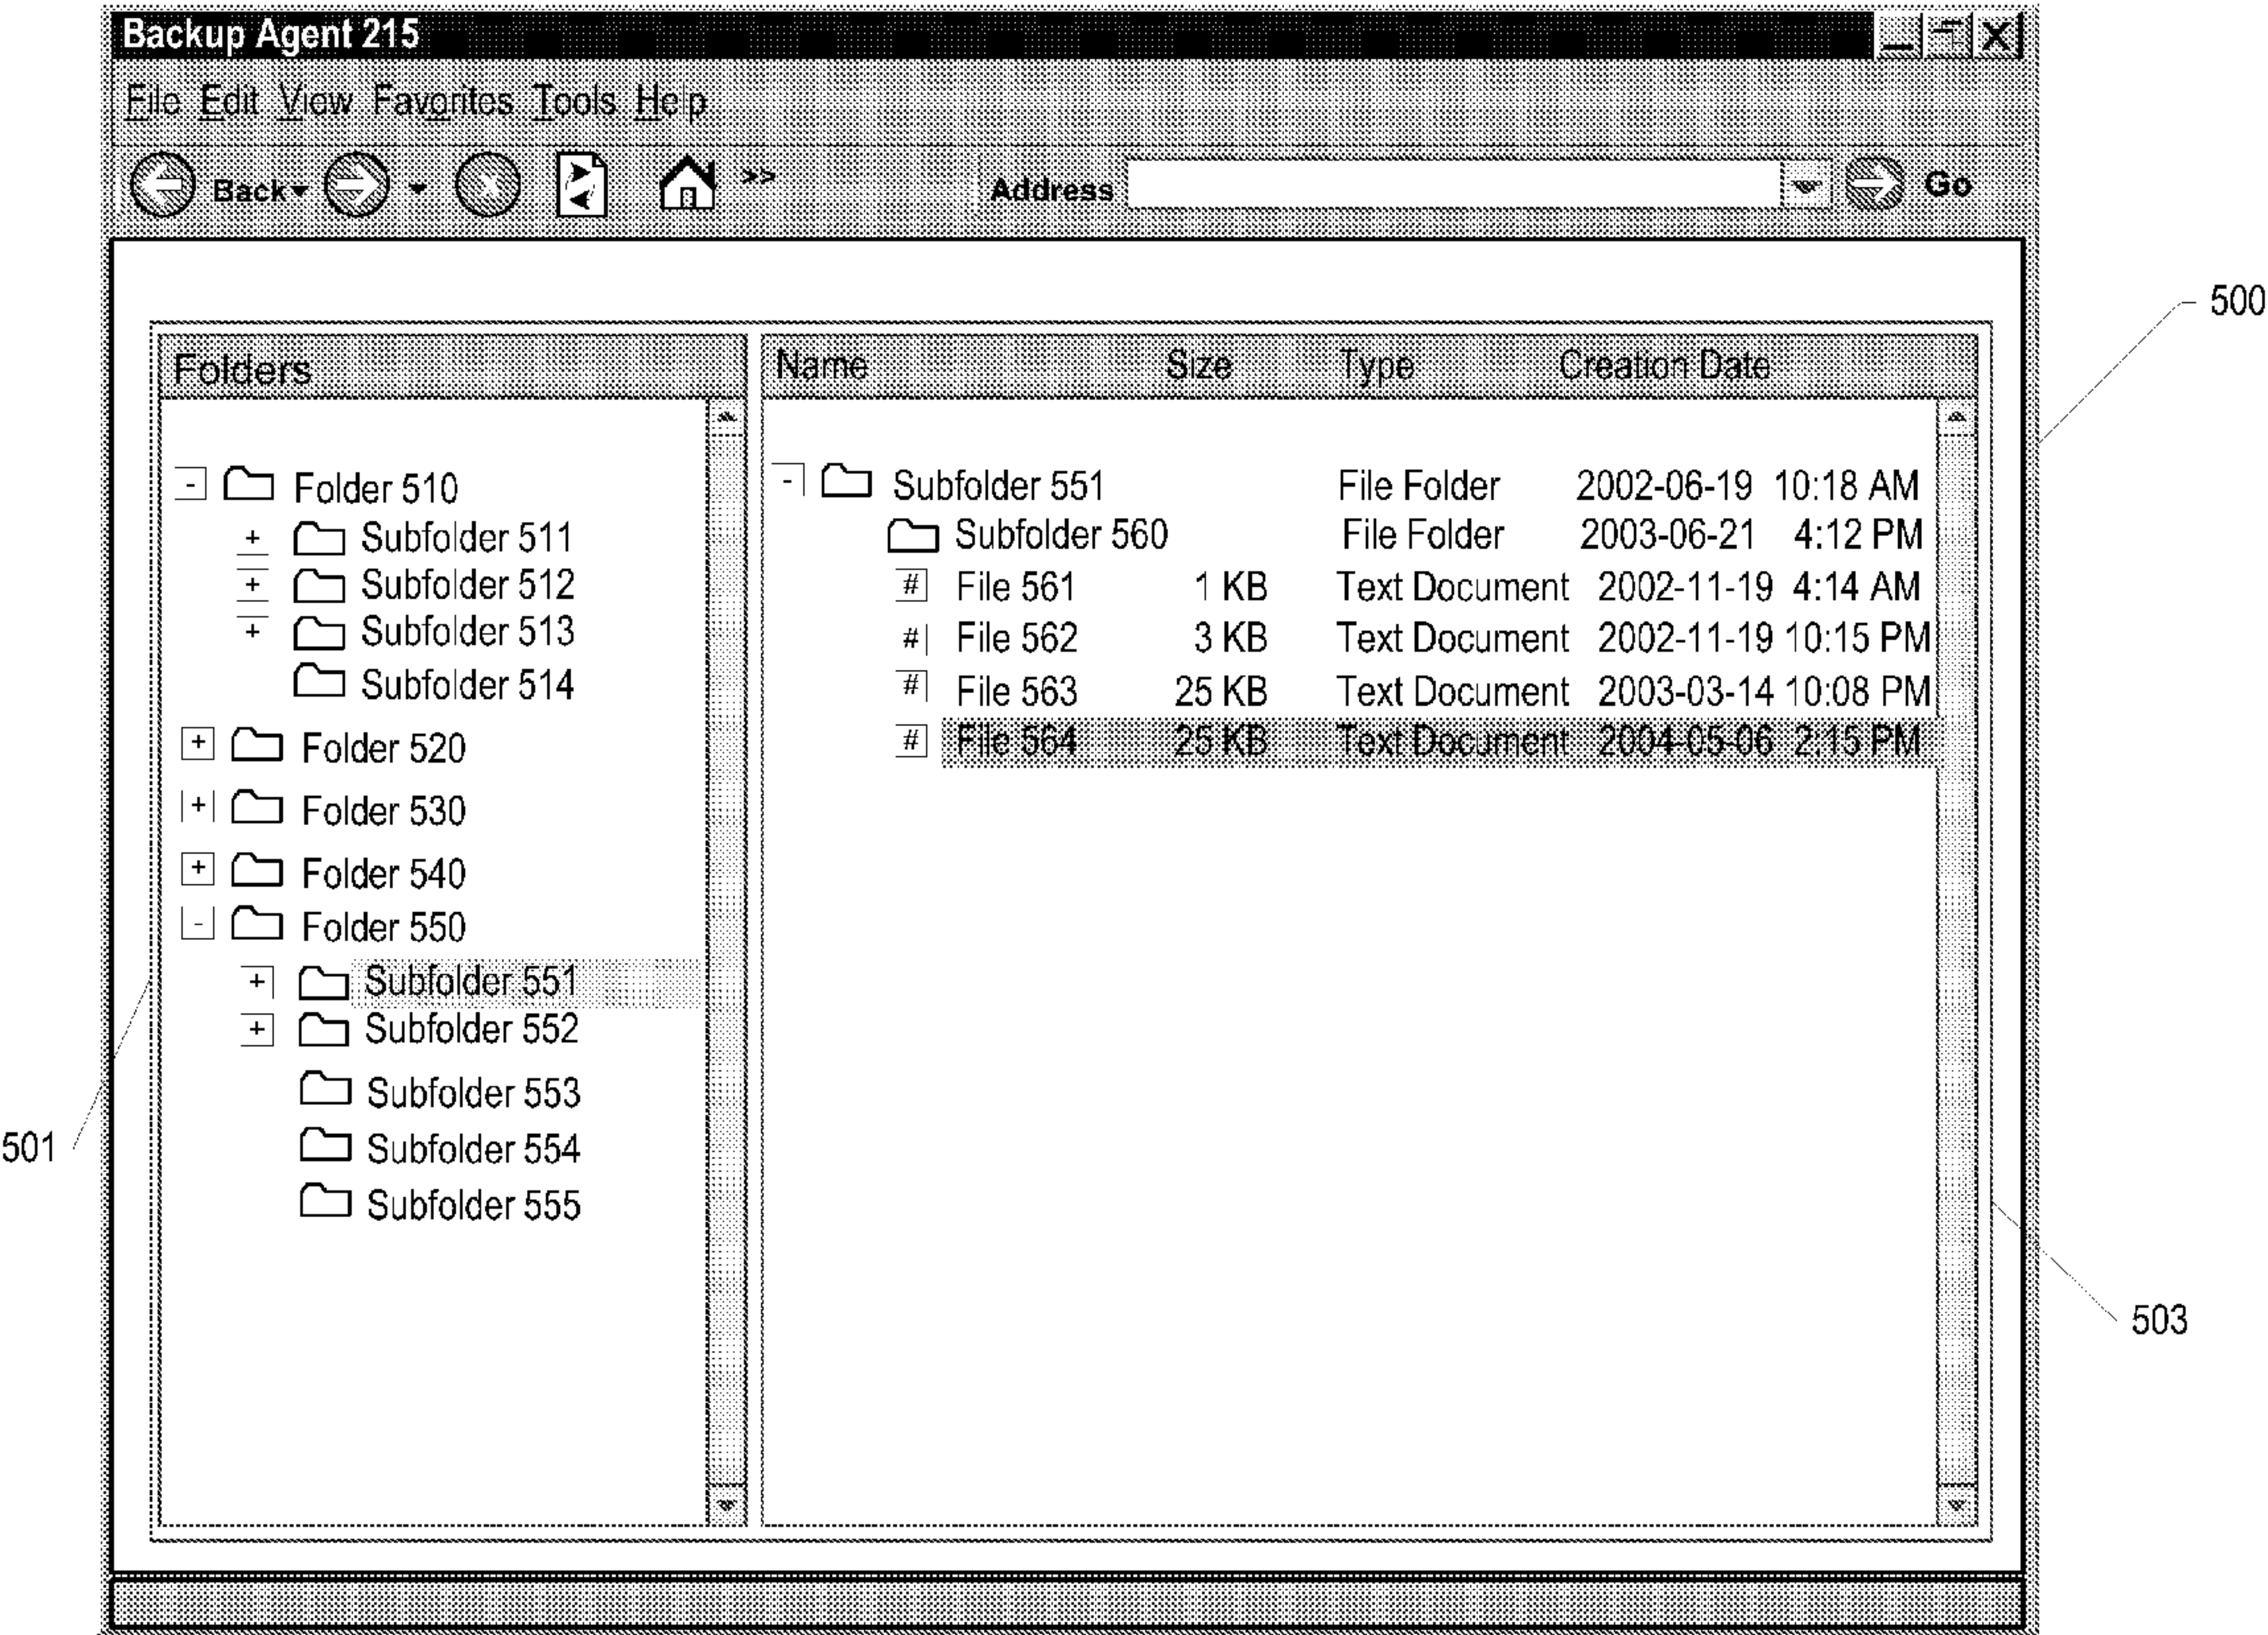 Backup Agent 215
File Edit View Favorites Tools Help
Back >> Address Go
500
Folders
Name Size Type Creation Date
- Folder 510
+ Subfolder 511
+ Subfolder 512
+ Subfolder 513
Subfolder 514
+ Folder 520
+ Folder 530
+ Folder 540
- Folder 550
+ Subfolder 551
+ Subfolder 552
Subfolder 553
Subfolder 554
Subfolder 555
- Subfolder 551 File Folder 2002-06-19 10:18 AM
Subfolder 560 File Folder 2003-06-21 4:12 PM
# File 561 1 KB Text Document 2002-11-19 4:14 AM
# File 562 3 KB Text Document 2002-11-19 10:15 PM
# File 563 25 KB Text Document 2003-03-14 10:08 PM
# File 564 25 KB Text Document 2004-05-06 2:15 PM
501
503